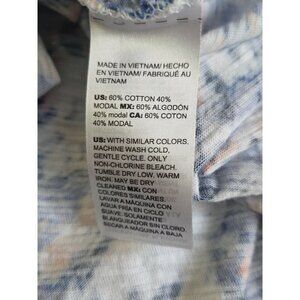 MADE IN VIETNAM/ HECHO
EN VIETNAM/ FABRIQUÉ AU
VIETNAM
US: 60% COTTON 40%
MODAL MX: 60% ALGODÓN
40% modal CA: 60% COTON
40% MODAL
US: WITH SIMILAR COLORS.
MACHINE WASH COLD,
GENTLE CYCLE. ONLY
NON-CHLORINE BLEACH.
TUMBLE DRY LOW. WARM
IRON. MAY BE DRY
CLEANED MX: CON
COLORES SIMILARES.
LAVAR A MÁQUINA CON
AGUA FRÍA EN CICLO
SUAVE. SOLAMENTE
BLANQUEADOR SIN CLORO.
SECAR A MÁQUINA A BAJA